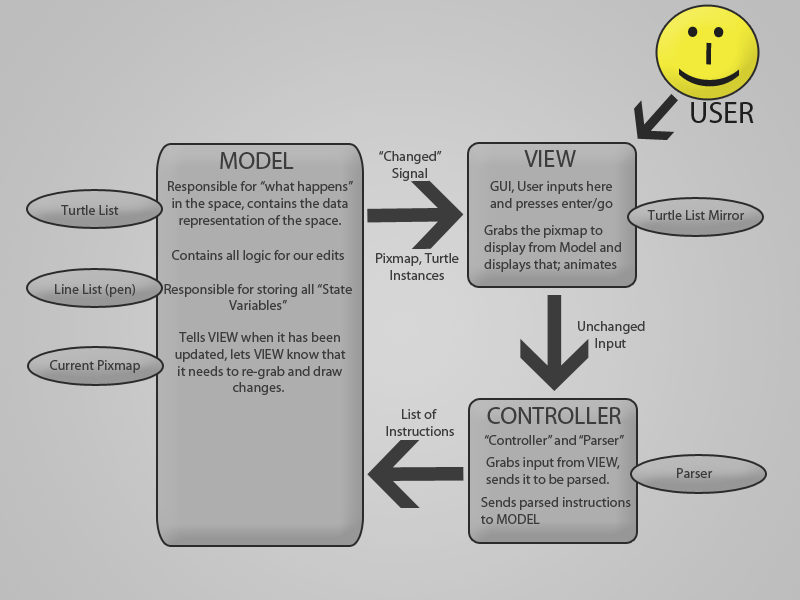 USER
MODEL
Responsible for “what happens”
in the space, contains the data
representation of the space.
Contains all logic for our edits
Responsible for storing all “State
Variables”
Tells VIEW when it has been
updated, lets VIEW know that
it needs to re-grab and draw
changes.
Turtle List
Line List (pen)
Current Pixmap
“Changed”
Signal
Pixmap, Turtle
Instances
VIEW
GUI, User inputs here
and presses enter/go
Grabs the pixmap to
display from Model and
displays that; animates
Turtle List Mirror
Unchanged
Input
CONTROLLER
“Controller” and “Parser”
Grabs input from VIEW,
sends it to be parsed.
Sends parsed instructions
to MODEL
Parser
List of
Instructions